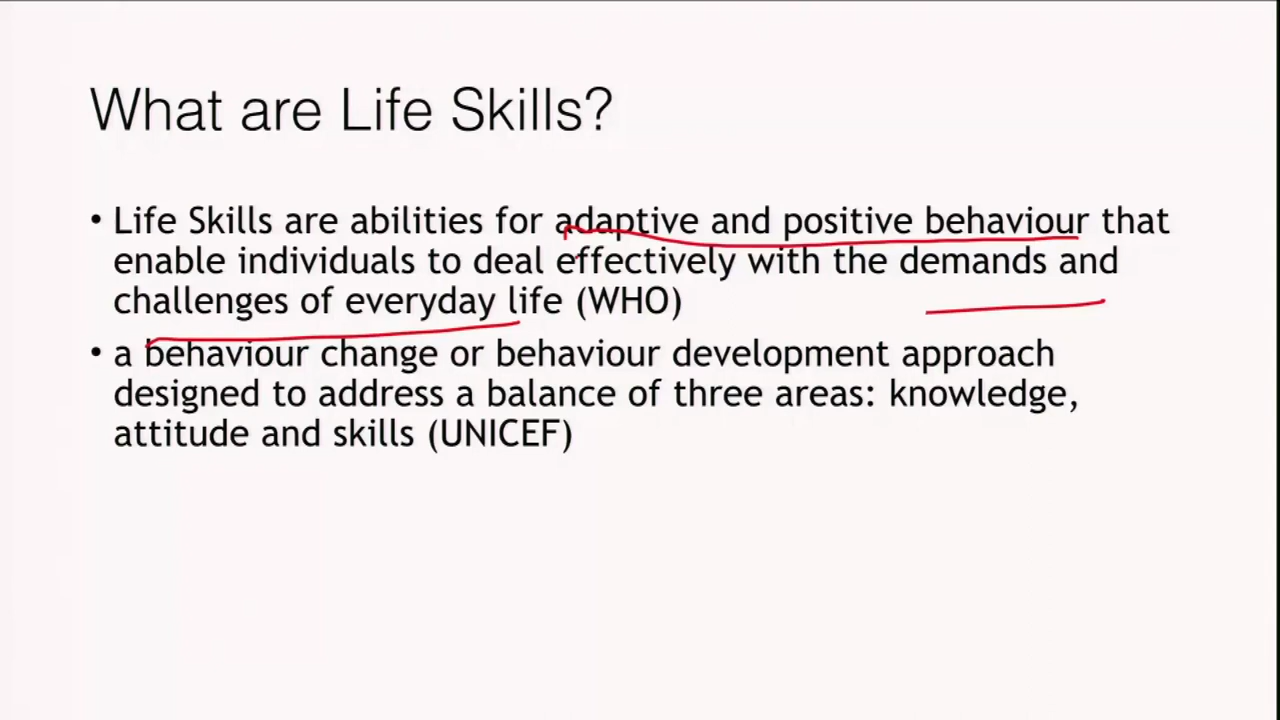 What are Life Skills?
• Life Skills are abilities for adaptive and positive behaviour that
enable individuals to deal effectively with the demands and
challenges of everyday life (WHO)
• a behaviour change or behaviour development approach
designed to address a balance of three areas: knowledge,
attitude and skills (UNICEF)